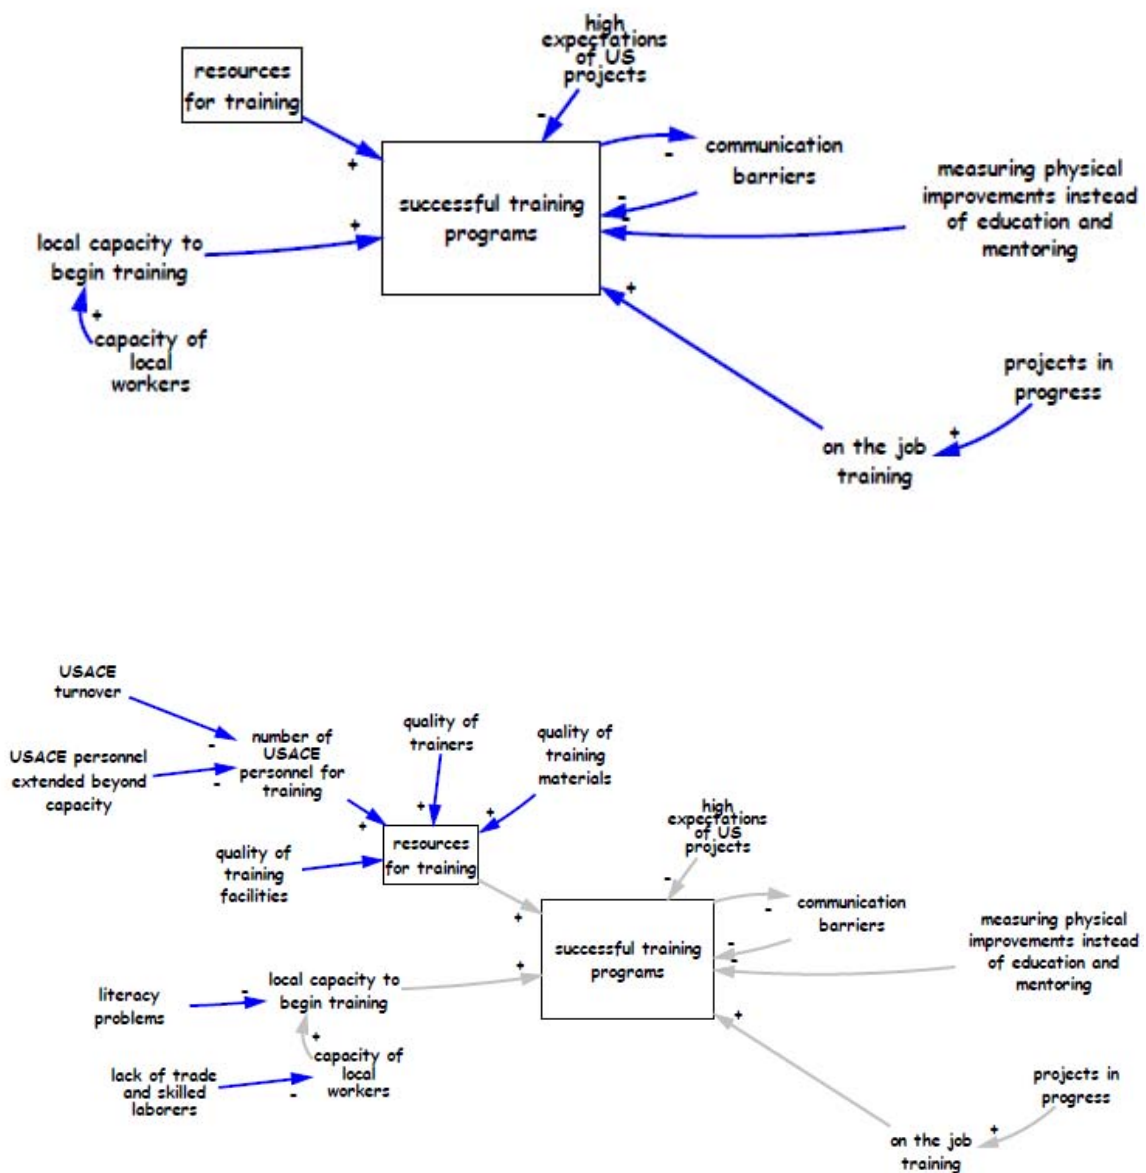 high
expectations
of US
projects
resources
for training
+
-
-
communication
barriers
successful training
programs
-
-
measuring physical
improvements instead
of education and
mentoring
+
local capacity to
begin training
+
capacity of
local
workers
+
projects in
progress
+
on the job
training
USACE
turnover
-
number of
USACE
personnel for
training
USACE personnel
extended beyond
capacity
-
quality of
trainers
quality of
training
materials
+
+
+
resources
for training
quality of
training
facilities
high
expectations
of US
projects
-
-
communication
barriers
+
successful training
programs
-
-
measuring physical
improvements instead
of education and
mentoring
+
local capacity to
begin training
literacy
problems
-
+
capacity of
local
workers
lack of trade
and skilled
laborers
-
+
projects in
progress
+
on the job
training